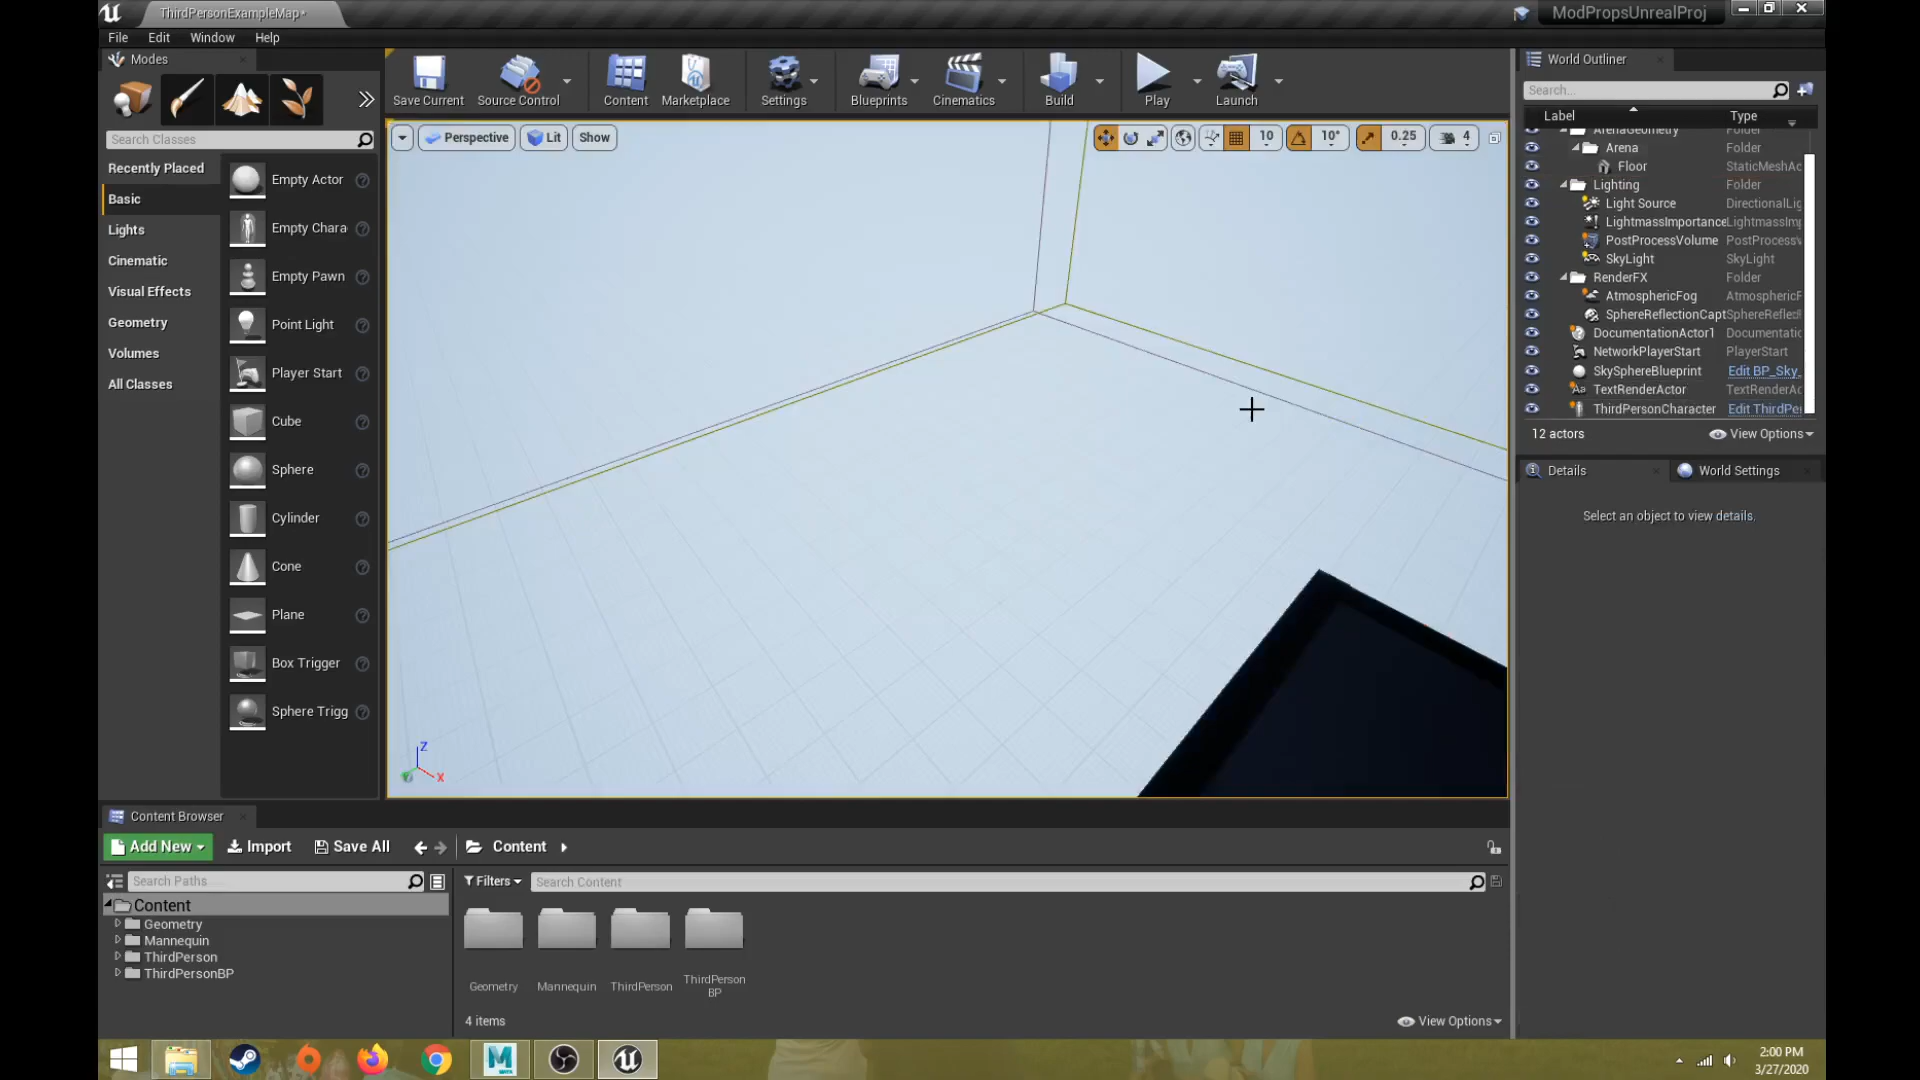 ThirdPersonExampleMap*
ModPropsUnrealProj
File Edit Window Help
Modes
Search Classes
Recently Placed
Basic
Lights
Cinematic
Visual Effects
Geometry
Volumes
All Classes
Empty Actor
Empty Chara
Empty Pawn
Point Light
Player Start
Cube
Sphere
Cylinder
Cone
Plane
Box Trigger
Sphere Trigg
Save Current
Source Control
Content
Marketplace
Settings
Blueprints
Cinematics
Build
Play
Launch
Perspective
Lit
Show
10
10°
0.25
4
Z
X
World Outliner
Search...
Label Type
ArenaGeometry Folder
Arena Folder
Floor StaticMeshAc
Lighting Folder
Light Source DirectionalLig
LightmassImportance LightmassIm
PostProcessVolume PostProcessV
SkyLight SkyLight
RenderFX Folder
AtmosphericFog AtmosphericF
SphereReflectionCapt SphereReflec
DocumentationActor1 Documentatic
NetworkPlayerStart PlayerStart
SkySphereBlueprint Edit BP_Sky_
TextRenderActor TextRenderAc
ThirdPersonCharacter Edit ThirdPe
12 actors
View Options
Details
World Settings
Select an object to view details.
Content Browser
Add New
Import
Save All
Content
Search Paths
Content
Geometry
Mannequin
ThirdPerson
ThirdPersonBP
Filters
Search Content
Geometry
Mannequin
ThirdPerson
ThirdPerson
BP
4 items
View Options
MAYA
2:00 PM
3/27/2020